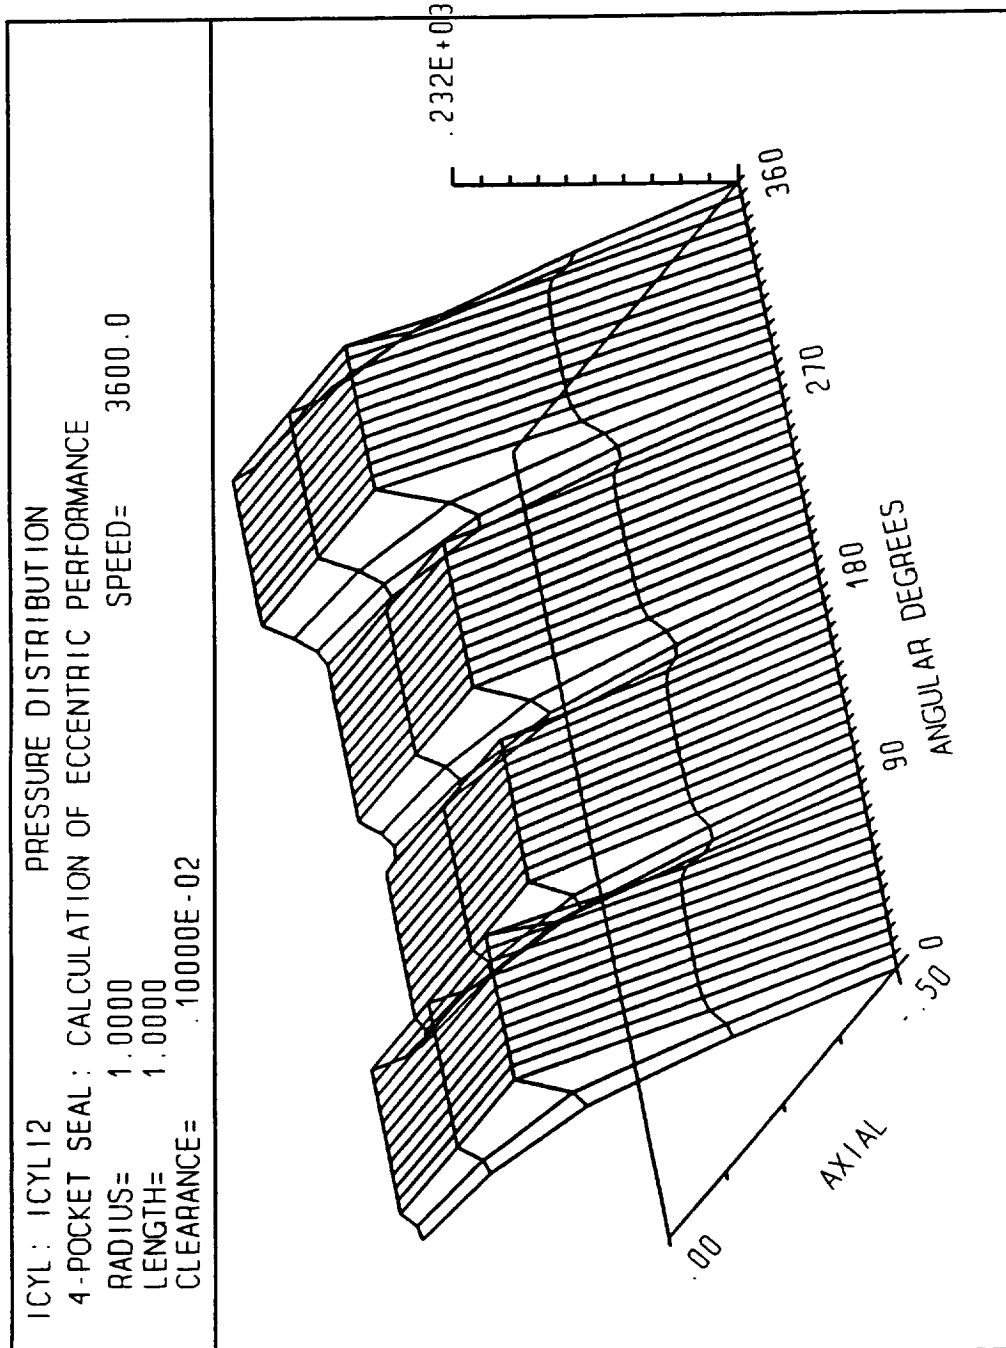 ICYL: ICYL12
PRESSURE DISTRIBUTION
4-POCKET SEAL: CALCULATION OF ECCENTRIC PERFORMANCE
RADIUS= 1.0000 SPEED= 3600.0
LENGTH= 1.0000
CLEARANCE= .10000E-02
.232E+03
.00
AXIAL
-.50
0
90
180
270
360
ANGULAR DEGREES